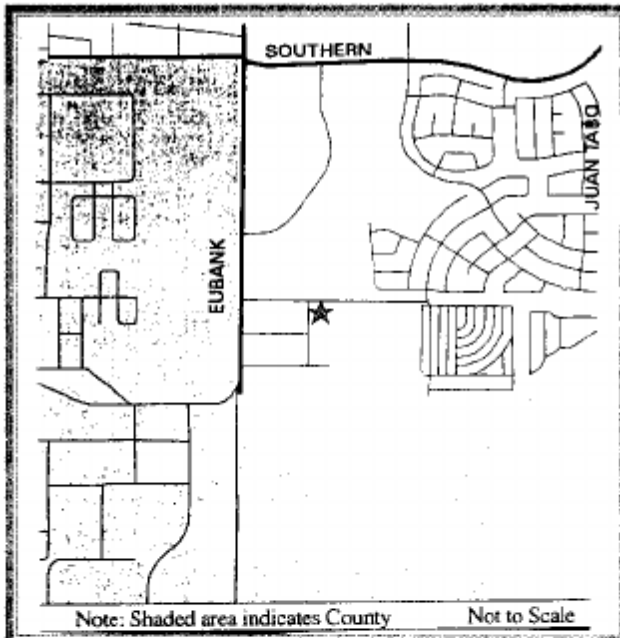 SOUTHERN
JUAN TABO
EUBANK
Note: Shaded area indicates County
Not to Scale